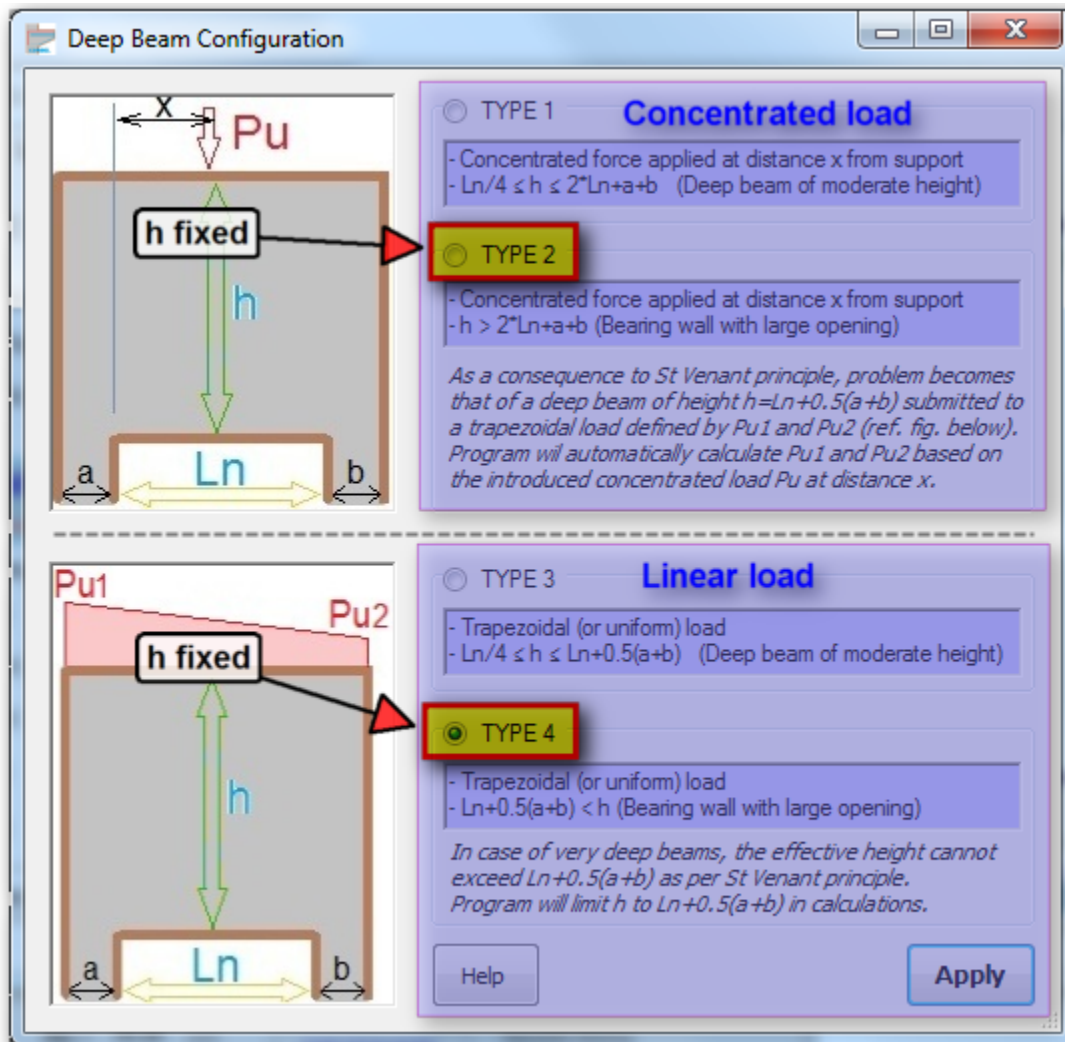 Deep Beam Configuration
x
Pu
h fixed
h
Ln
a
b
TYPE 1
Concentrated load
- Concentrated force applied at distance x from support
- Ln/4 ≤ h ≤ 2*Ln+a+b (Deep beam of moderate height)
TYPE 2
- Concentrated force applied at distance x from support
- h > 2*Ln+a+b (Bearing wall with large opening)
As a consequence to St Venant principle, problem becomes
that of a deep beam of height h=Ln+0.5(a+b) submitted to
a trapezoidal load defined by Pu1 and Pu2 (ref. fig. below).
Program wil automatically calculate Pu1 and Pu2 based on
the introduced concentrated load Pu at distance x.
Pu1
Pu2
h fixed
h
Ln
a
b
TYPE 3
Linear load
- Trapezoidal (or uniform) load
- Ln/4 ≤ h ≤ Ln+0.5(a+b) (Deep beam of moderate height)
TYPE 4
- Trapezoidal (or uniform) load
- Ln+0.5(a+b) < h (Bearing wall with large opening)
In case of very deep beams, the effective height cannot
exceed Ln+0.5(a+b) as per St Venant principle.
Program will limit h to Ln+0.5(a+b) in calculations.
Help
Apply